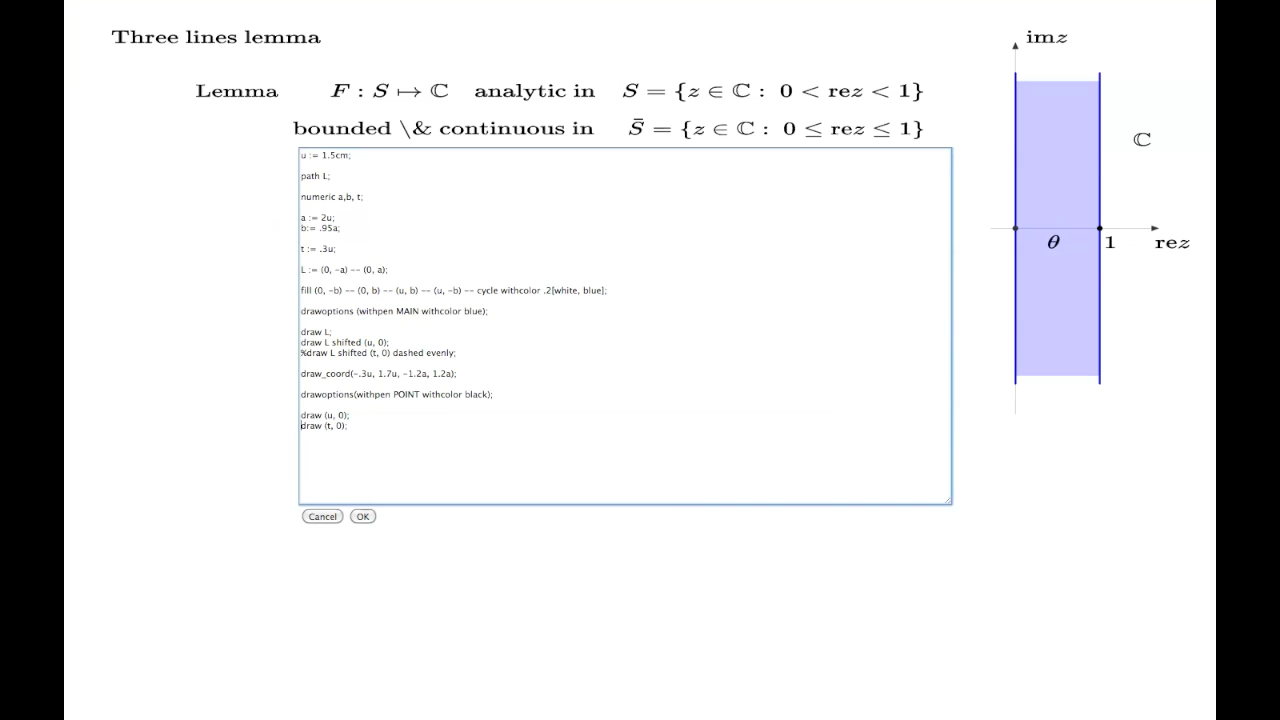 Three lines lemma
imz
Lemma F : S ↦ ℂ analytic in S = {z ∈ ℂ : 0 < rez < 1}
bounded \& continuous in S̄ = {z ∈ ℂ : 0 ≤ rez ≤ 1}
ℂ
u := 1.5cm;
path L;
numeric a,b, t;
a := 2u;
b:= .95a;
t := .3u;
L := (0, -a) -- (0, a);
fill (0, -b) -- (0, b) -- (u, b) -- (u, -b) -- cycle withcolor .2[white, blue];
drawoptions (withpen MAIN withcolor blue);
draw L;
draw L shifted (u, 0);
%draw L shifted (t, 0) dashed evenly;
draw_coord(-.3u, 1.7u, -1.2a, 1.2a);
drawoptions(withpen POINT withcolor black);
draw (u, 0);
draw (t, 0);
θ 1 rez
Cancel OK